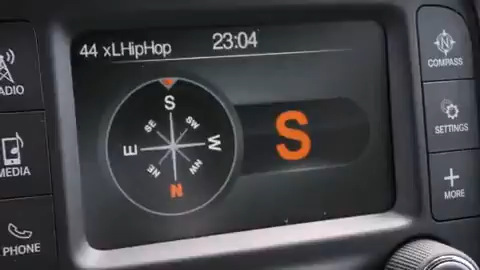 44 xLHipHop 23:04
ADIO
MEDIA
PHONE
S
SE SW
E W
NE NW
N
S
N
COMPASS
SETTINGS
MORE